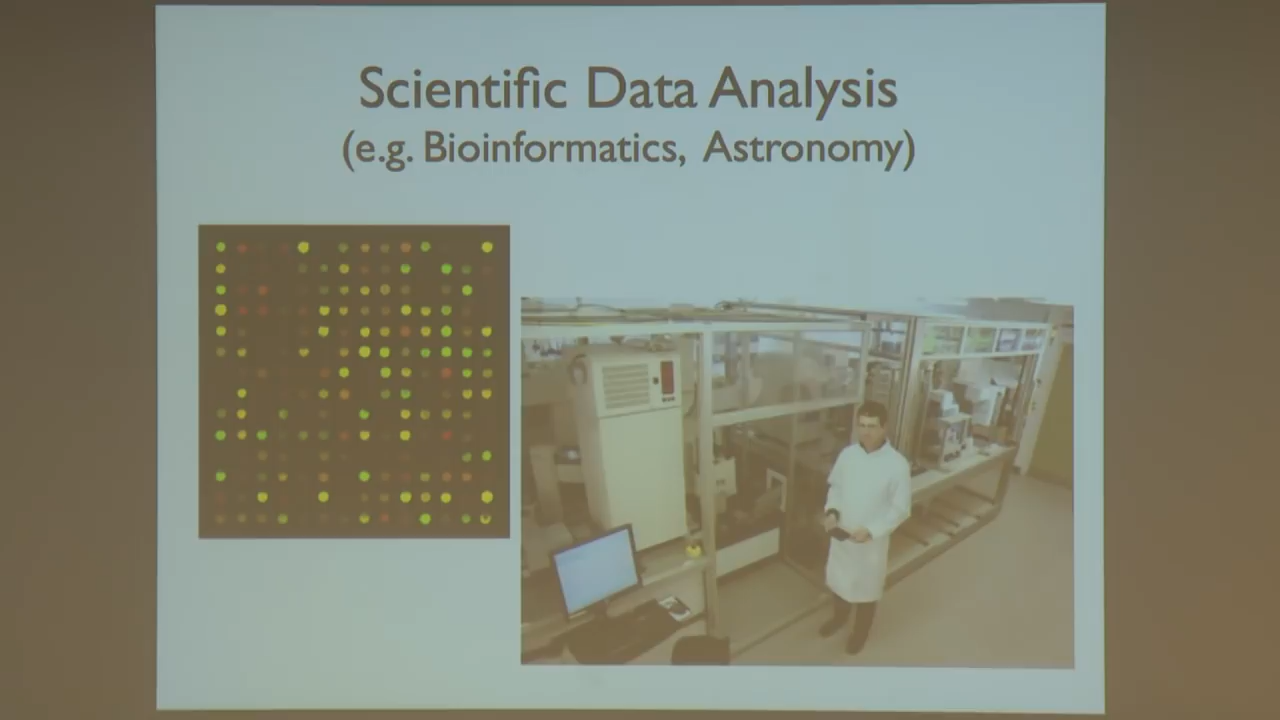 Scientific Data Analysis
(e.g. Bioinformatics, Astronomy)